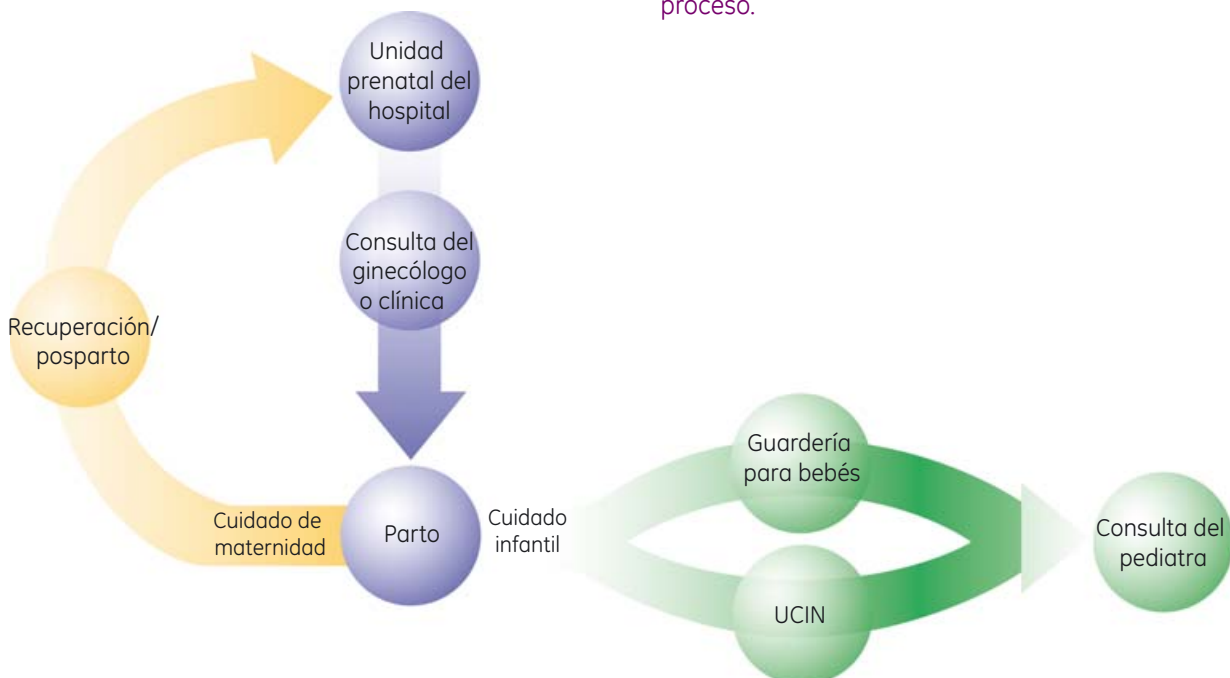 proceso.
Unidad
prenatal del
hospital
Consulta del
ginecólogo
o clínica
Recuperación/
posparto
Cuidado de
maternidad
Parto
Cuidado
infantil
Guardería
para bebés
UCIN
Consulta del
pediatra